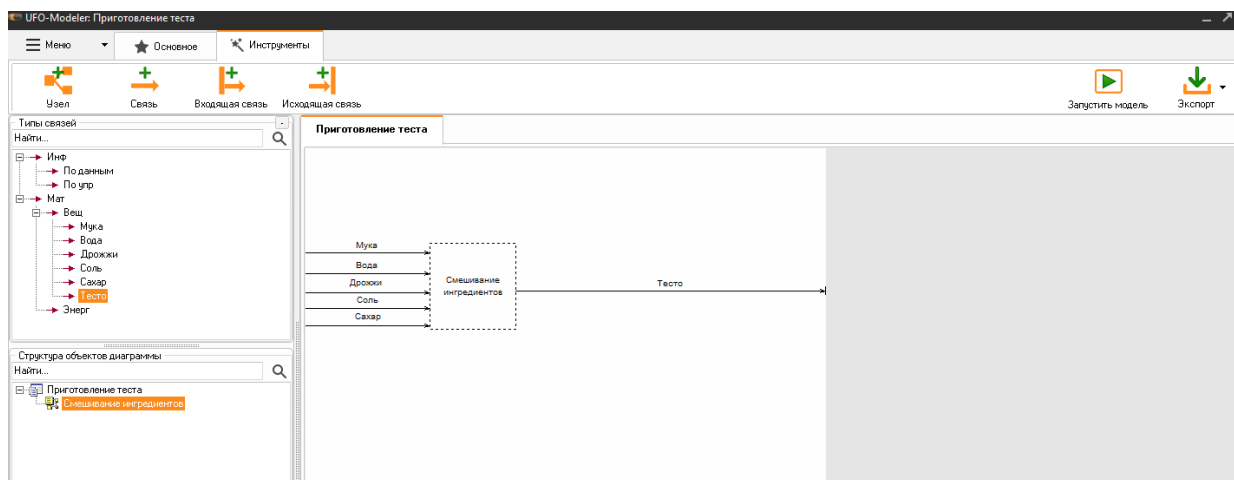 UFO-Modeler: Приготовление теста
Меню
Основное
Инструменты
Узел
Связь
Входящая связь
Исходящая связь
Запустить модель
Экспорт
Типы связей
Найти...
Инф
По данным
По упр
Мат
Вещ
Мука
Вода
Дрожжи
Соль
Сахар
Тесто
Энерг
Структура объектов диаграммы
Найти...
Приготовление теста
Смешивание ингредиентов
Приготовление теста
Мука
Вода
Дрожжи
Соль
Сахар
Смешивание
ингредиентов
Тесто